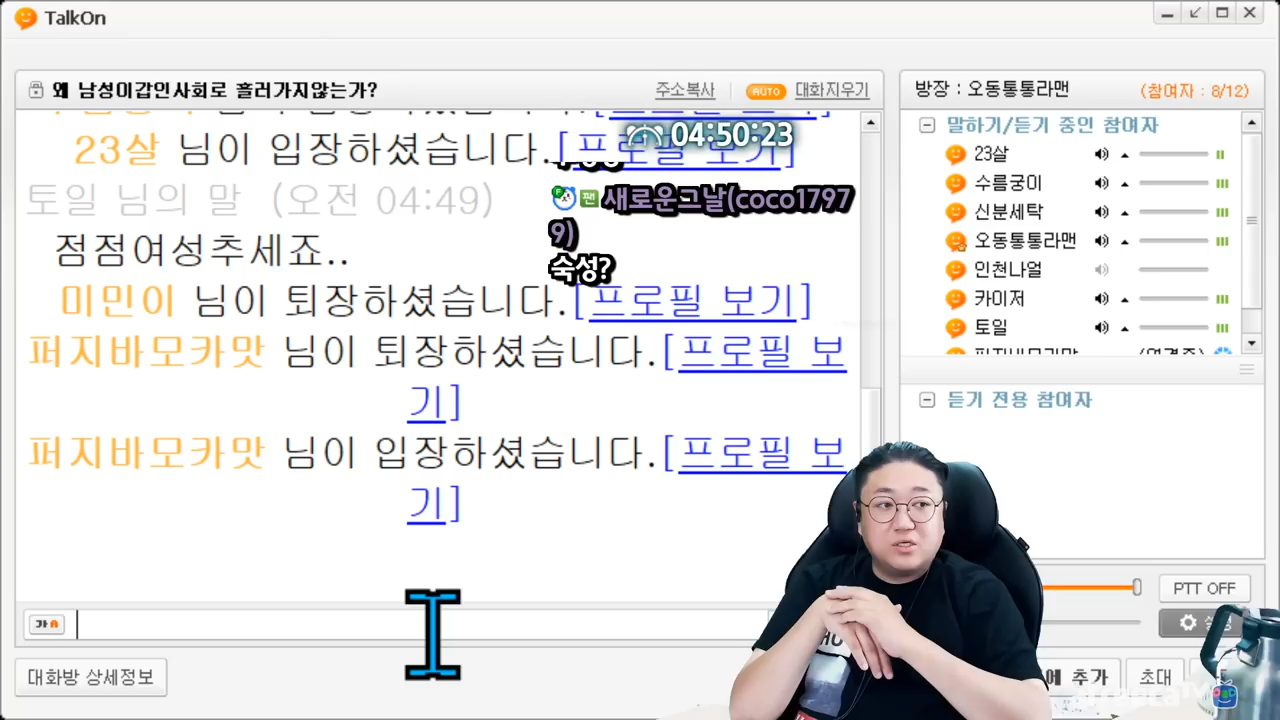 TalkOn
왜 남성이갑인사회로 흘러가지않는가?
주소복사
AUTO
대화지우기
23살 님이 입장하셨습니다.[프로필 보기]
04:50:23
토일 님의 말 (오전 04:49)
팬 새로운그날(coco1797
9)
숙성?
점점여성추세죠..
미민이 님이 퇴장하셨습니다.[프로필 보기]
퍼지바모카맛 님이 퇴장하셨습니다.[프로필 보
기]
퍼지바모카맛 님이 입장하셨습니다.[프로필 보
기]
가
대화방 상세정보
방장 : 오동통통라맨
(참여자 : 8/12)
말하기/듣기 중인 참여자
23살
수름궁이
신분세탁
오동통통라맨
인천나얼
카이저
토일
듣기 전용 참여자
PTT OFF
추가
초대